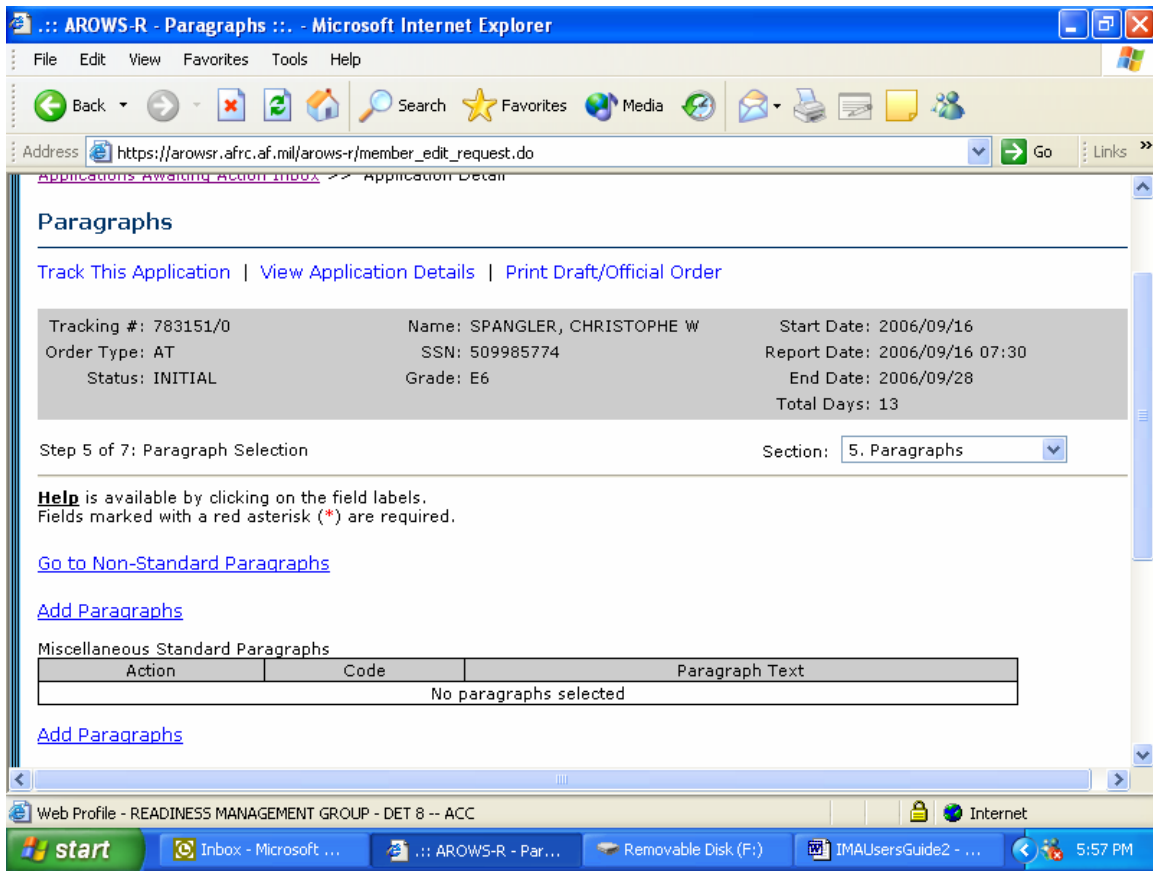 .:: AROWS-R - Paragraphs ::. - Microsoft Internet Explorer
File Edit View Favorites Tools Help
Back Search Favorites Media
Address https://arowsr.afrc.af.mil/arows-r/member_edit_request.do Go Links »
Applications Awaiting Action Inbox >> Application Detail
Paragraphs
Track This Application | View Application Details | Print Draft/Official Order
Tracking #: 783151/0 Name: SPANGLER, CHRISTOPHE W Start Date: 2006/09/16
Order Type: AT SSN: 509985774 Report Date: 2006/09/16 07:30
Status: INITIAL Grade: E6 End Date: 2006/09/28
Total Days: 13
Step 5 of 7: Paragraph Selection Section: 5. Paragraphs
Help is available by clicking on the field labels.
Fields marked with a red asterisk (*) are required.
Go to Non-Standard Paragraphs
Add Paragraphs
Miscellaneous Standard Paragraphs
Action Code Paragraph Text
No paragraphs selected
Add Paragraphs
Web Profile - READINESS MANAGEMENT GROUP - DET 8 -- ACC Internet
start Inbox - Microsoft ... .:: AROWS-R - Par... Removable Disk (F:) IMAUsersGuide2 - ... 5:57 PM